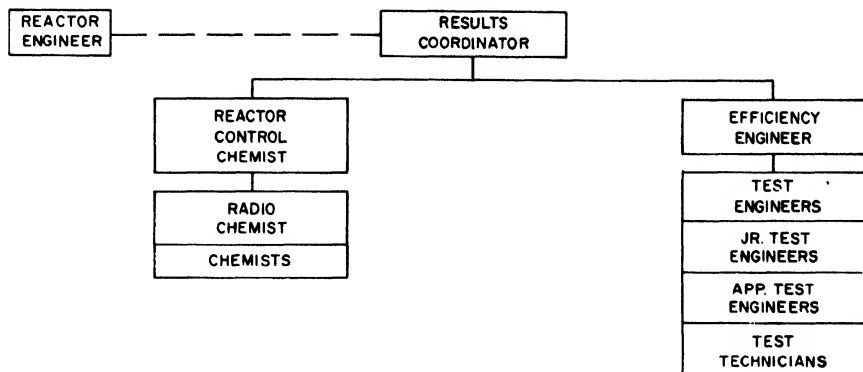 REACTOR
ENGINEER
RESULTS
COORDINATOR
REACTOR
CONTROL
CHEMIST
RADIO
CHEMIST
CHEMISTS
EFFICIENCY
ENGINEER
TEST
ENGINEERS
JR. TEST
ENGINEERS
APP. TEST
ENGINEERS
TEST
TECHNICIANS